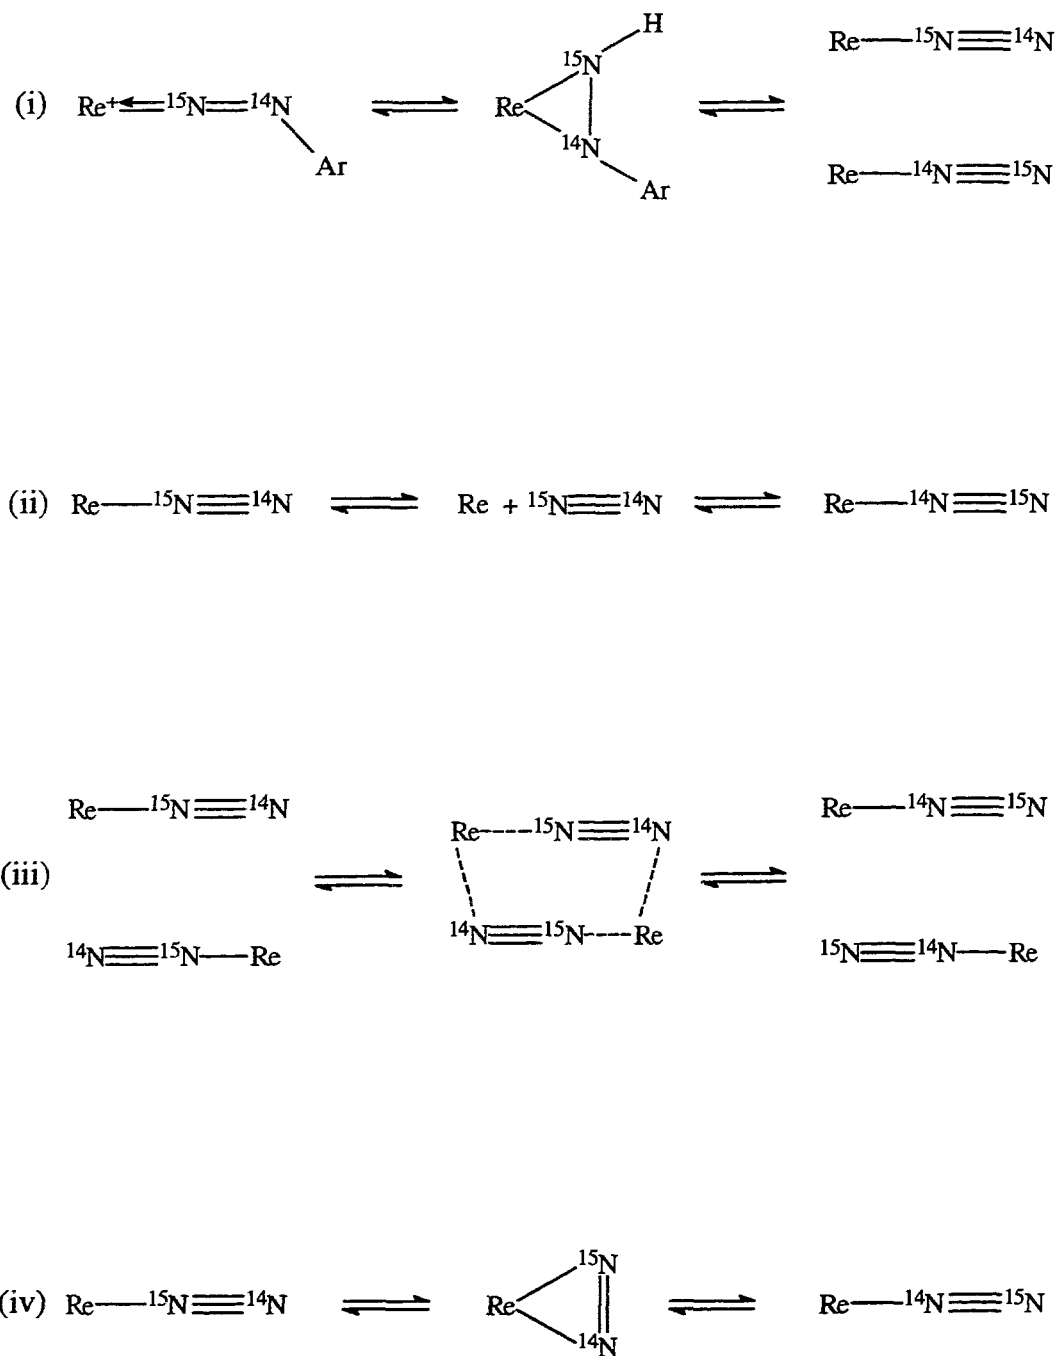 (i) Re⁺ ¹⁵N ¹⁴N Ar
Re ¹⁵N H ¹⁴N Ar
Re ¹⁵N ¹⁴N
Re ¹⁴N ¹⁵N
(ii) Re ¹⁵N ¹⁴N Re + ¹⁵N ¹⁴N Re ¹⁴N ¹⁵N
(iii)
Re ¹⁵N ¹⁴N
¹⁴N ¹⁵N Re
Re ¹⁵N ¹⁴N
¹⁴N ¹⁵N Re
Re ¹⁴N ¹⁵N
¹⁵N ¹⁴N Re
(iv) Re ¹⁵N ¹⁴N
Re ¹⁵N ¹⁴N
Re ¹⁴N ¹⁵N